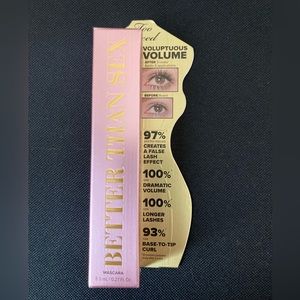 BETTER THAN SEX
MASCARA
Too
VOLUPTUOUS
VOLUME
AFTER
BEFORE
97%
CREATES
A FALSE
LASH
EFFECT
100%
DRAMATIC
VOLUME
100%
LONGER
LASHES
93%
BASE-TO-TIP
CURL